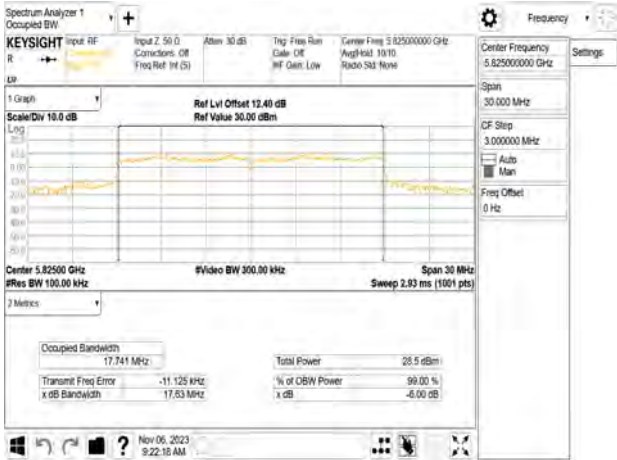 Spectrum Analyzer 1
Occupied BW
+
Frequency
KEYSIGHT Input: RF
R
Input Z: 50 Ω
Corrections: Off
Freq Ref: Int (S)
Atten: 30 dB
Trig: Free Run
Gate: Off
#IF Gain: Low
Center Freq: 5.825000000 GHz
Avg|Hold: 10/10
Radio Std: None
Center Frequency
5.825000000 GHz
Settings
Span
30.000 MHz
CF Step
3.000000 MHz
Auto
Man
Freq Offset
0 Hz
1 Graph
Scale/Div 10.0 dB
Log
Ref Lvl Offset 12.40 dB
Ref Value 30.00 dBm
Center 5.82500 GHz
#Res BW 100.00 kHz
#Video BW 300.00 kHz
Span 30 MHz
Sweep 2.93 ms (1001 pts)
2 Metrics
Occupied Bandwidth
17.741 MHz
Total Power 28.5 dBm
Transmit Freq Error -11.125 kHz
% of OBW Power 99.00 %
x dB Bandwidth 17.63 MHz
x dB -6.00 dB
?
Nov 06, 2023
9:22:18 AM